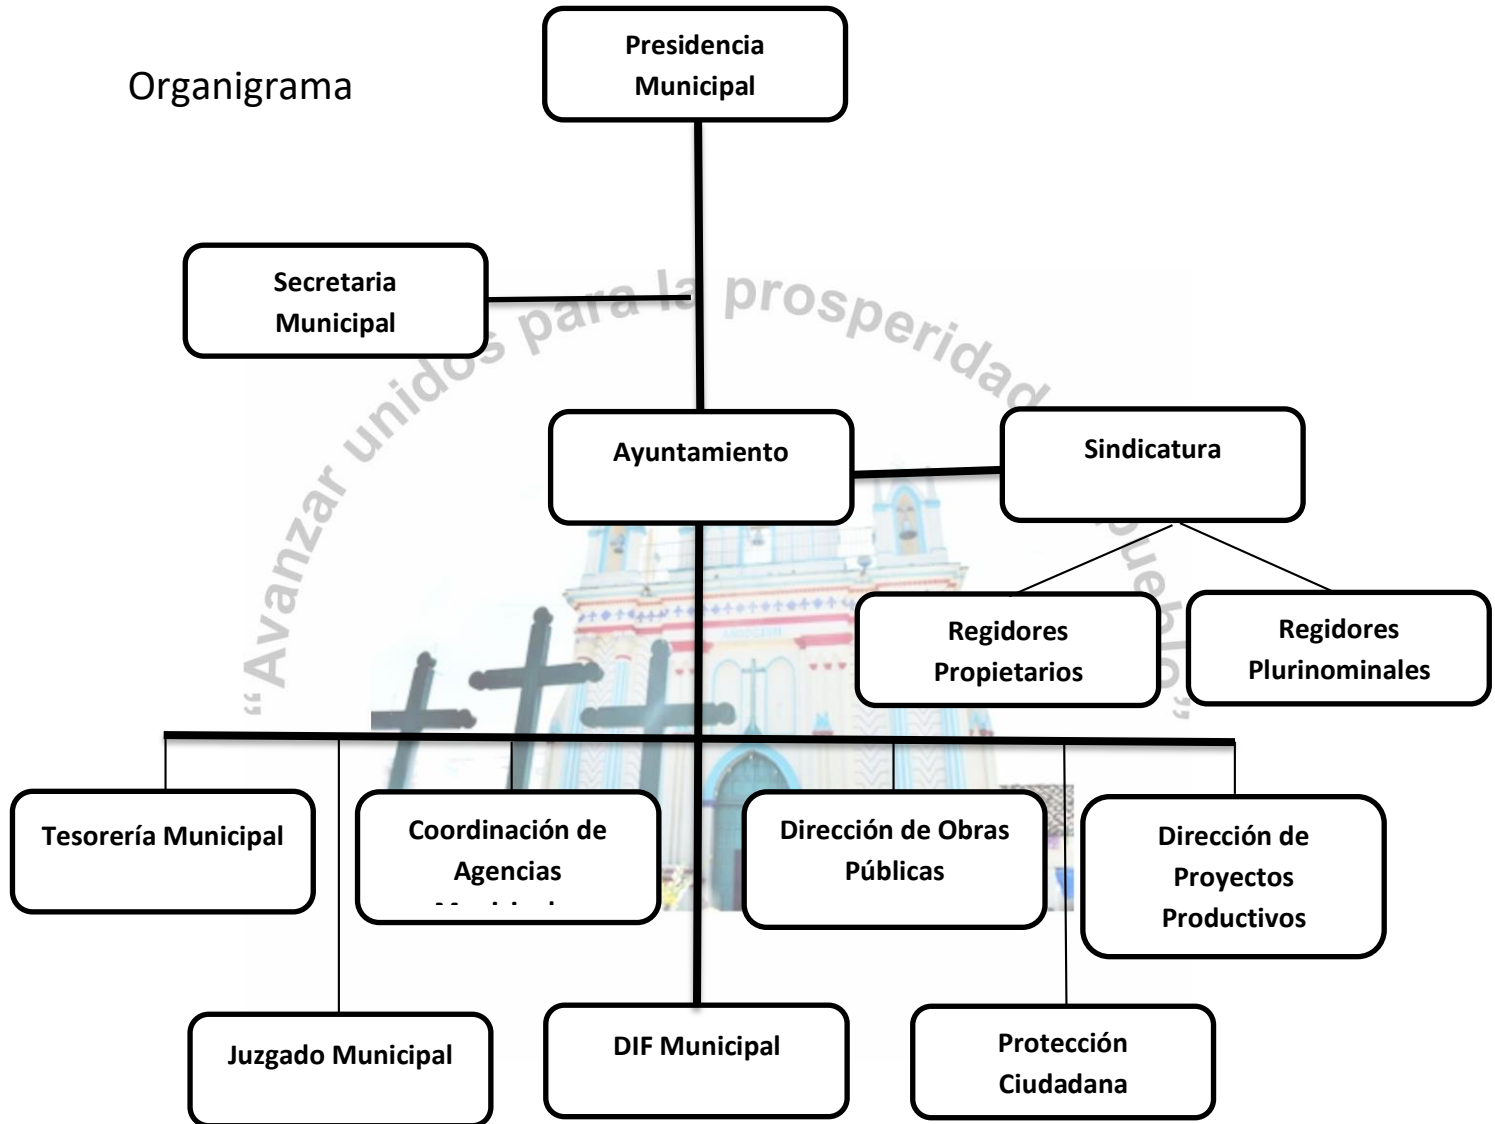 Organigrama
Presidencia
Municipal
Secretaria
Municipal
"Avanzar unidos para la prosperidad
pueblo"
Ayuntamiento
Sindicatura
Regidores
Propietarios
Regidores
Plurinominales
Tesorería Municipal
Coordinación de
Agencias
Dirección de Obras
Públicas
Dirección de
Proyectos
Productivos
Juzgado Municipal
DIF Municipal
Protección
Ciudadana